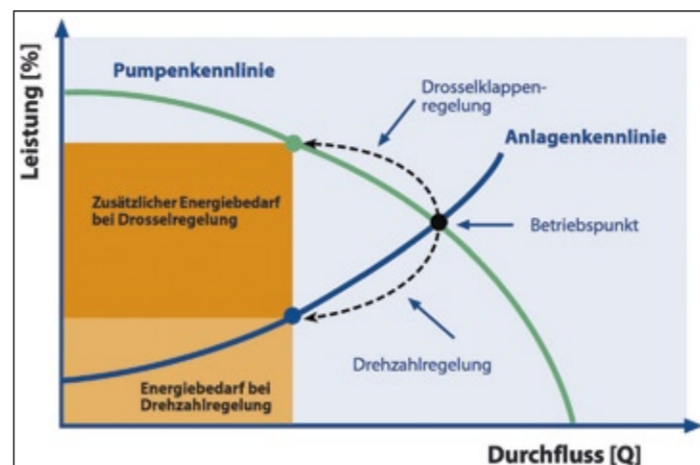 Leistung [%]
Pumpenkennlinie
Drosselklappen-
regelung
Anlagenkennlinie
Zusätzlicher Energiebedarf
bei Drosselregelung
Betriebspunkt
Drehzahlregelung
Energiebedarf bei
Drehzahlregelung
Durchfluss [Q]